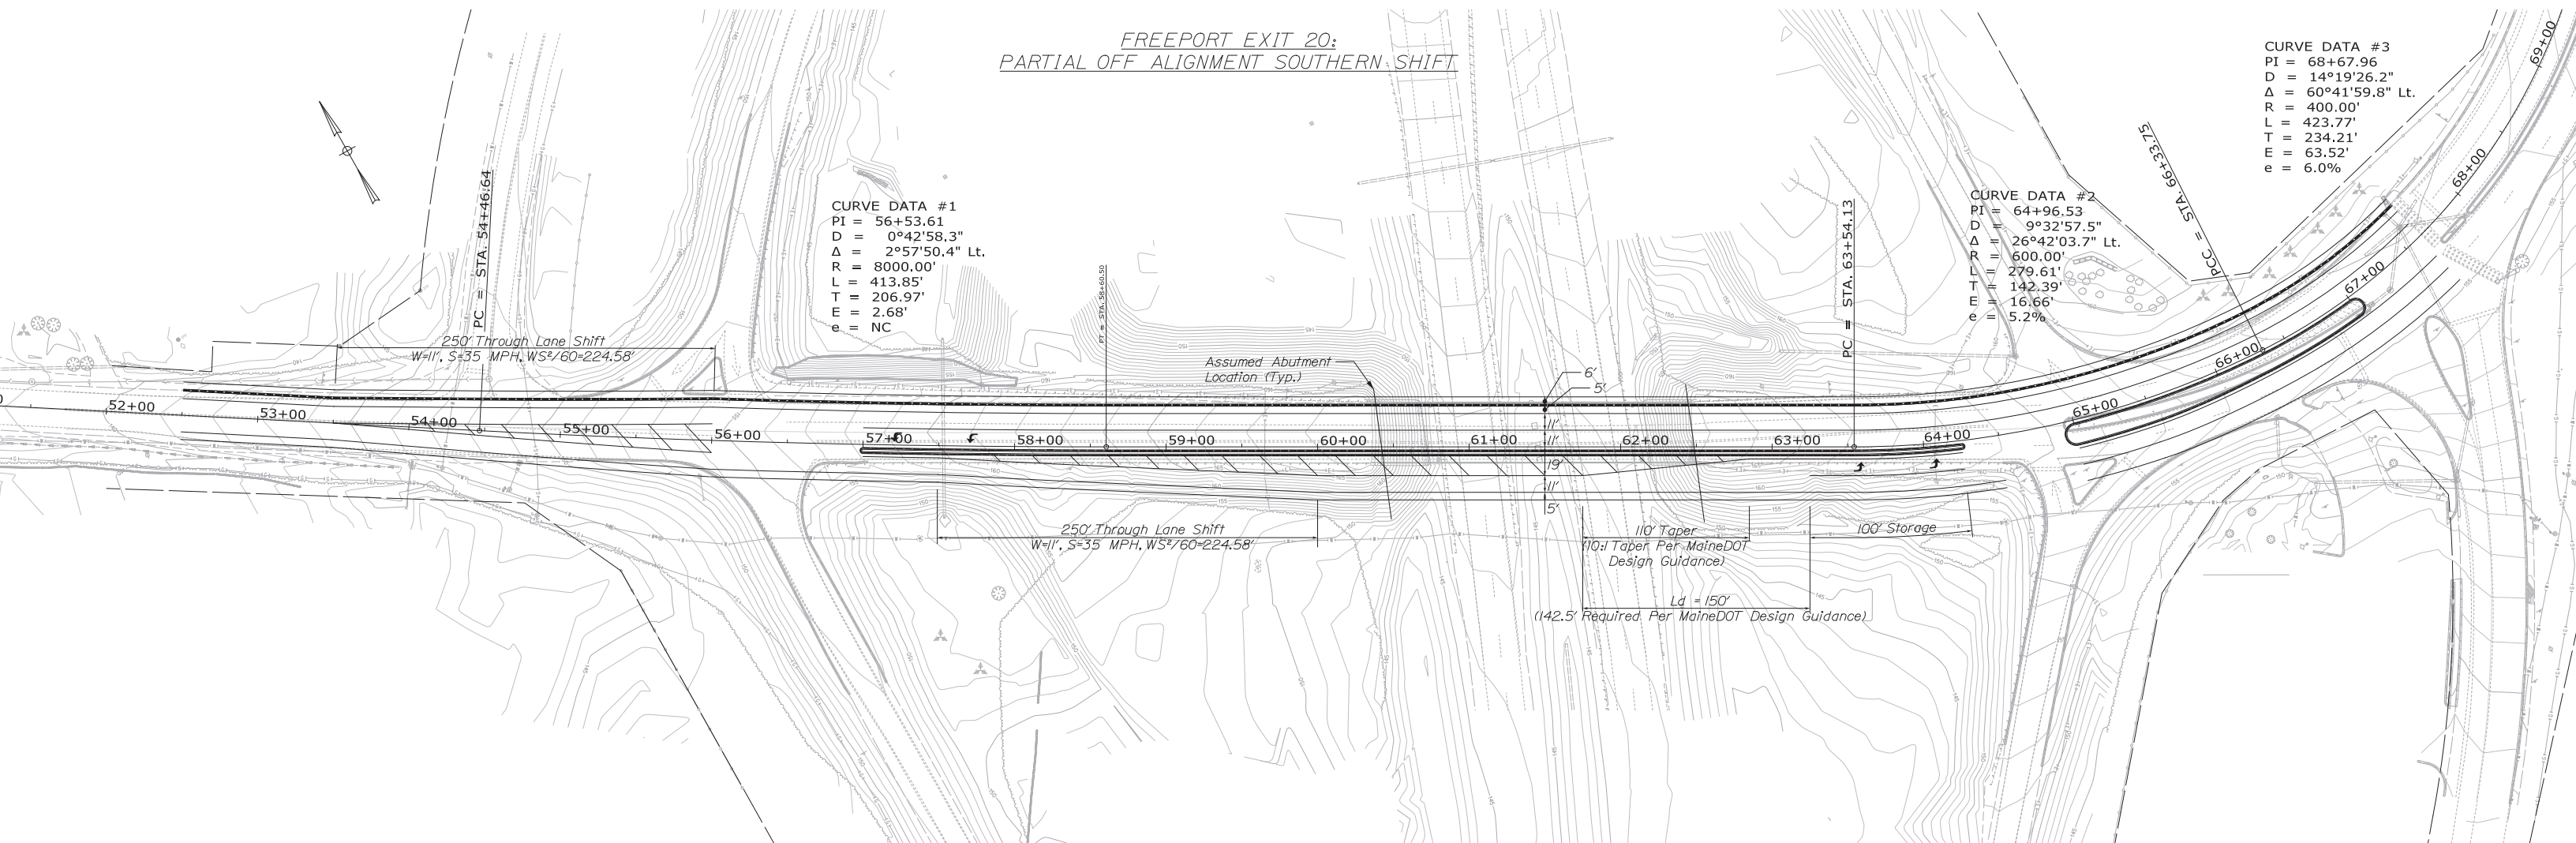 FREEPORT EXIT 20:
PARTIAL OFF ALIGNMENT SOUTHERN SHIFT
CURVE DATA #3
PI = 68+67.96
D = 14°19'26.2"
Δ = 60°41'59.8" Lt.
R = 400.00'
L = 423.77'
T = 234.21'
E = 63.52'
e = 6.0%
CURVE DATA #1
PI = 56+53.61
D = 0°42'58.3"
Δ = 2°57'50.4" Lt.
R = 8000.00'
L = 413.85'
T = 206.97'
E = 2.68'
e = NC
CURVE DATA #2
PI = 64+96.53
D = 9°32'57.5"
Δ = 26°42'03.7" Lt.
R = 600.00'
L = 279.61'
T = 142.39'
E = 16.66'
e = 5.2%
PC = STA. 54+46.64
PT = STA. 58+60.50
PC = STA. 63+54.13
PCC = STA. 66+33.75
250' Through Lane Shift
W=11', S=35 MPH, WS²/60=224.58'
Assumed Abutment
Location (Typ.)
6'
5'
11'
11'
19'
11'
5'
52+00
53+00
54+00
55+00
56+00
57+00
58+00
59+00
60+00
61+00
62+00
63+00
64+00
65+00
66+00
67+00
68+00
69+00
250' Through Lane Shift
W=11', S=35 MPH, WS²/60=224.58'
110' Taper
(10:1 Taper Per MaineDOT
Design Guidance)
100' Storage
Ld = 150'
(142.5' Required Per MaineDOT Design Guidance)